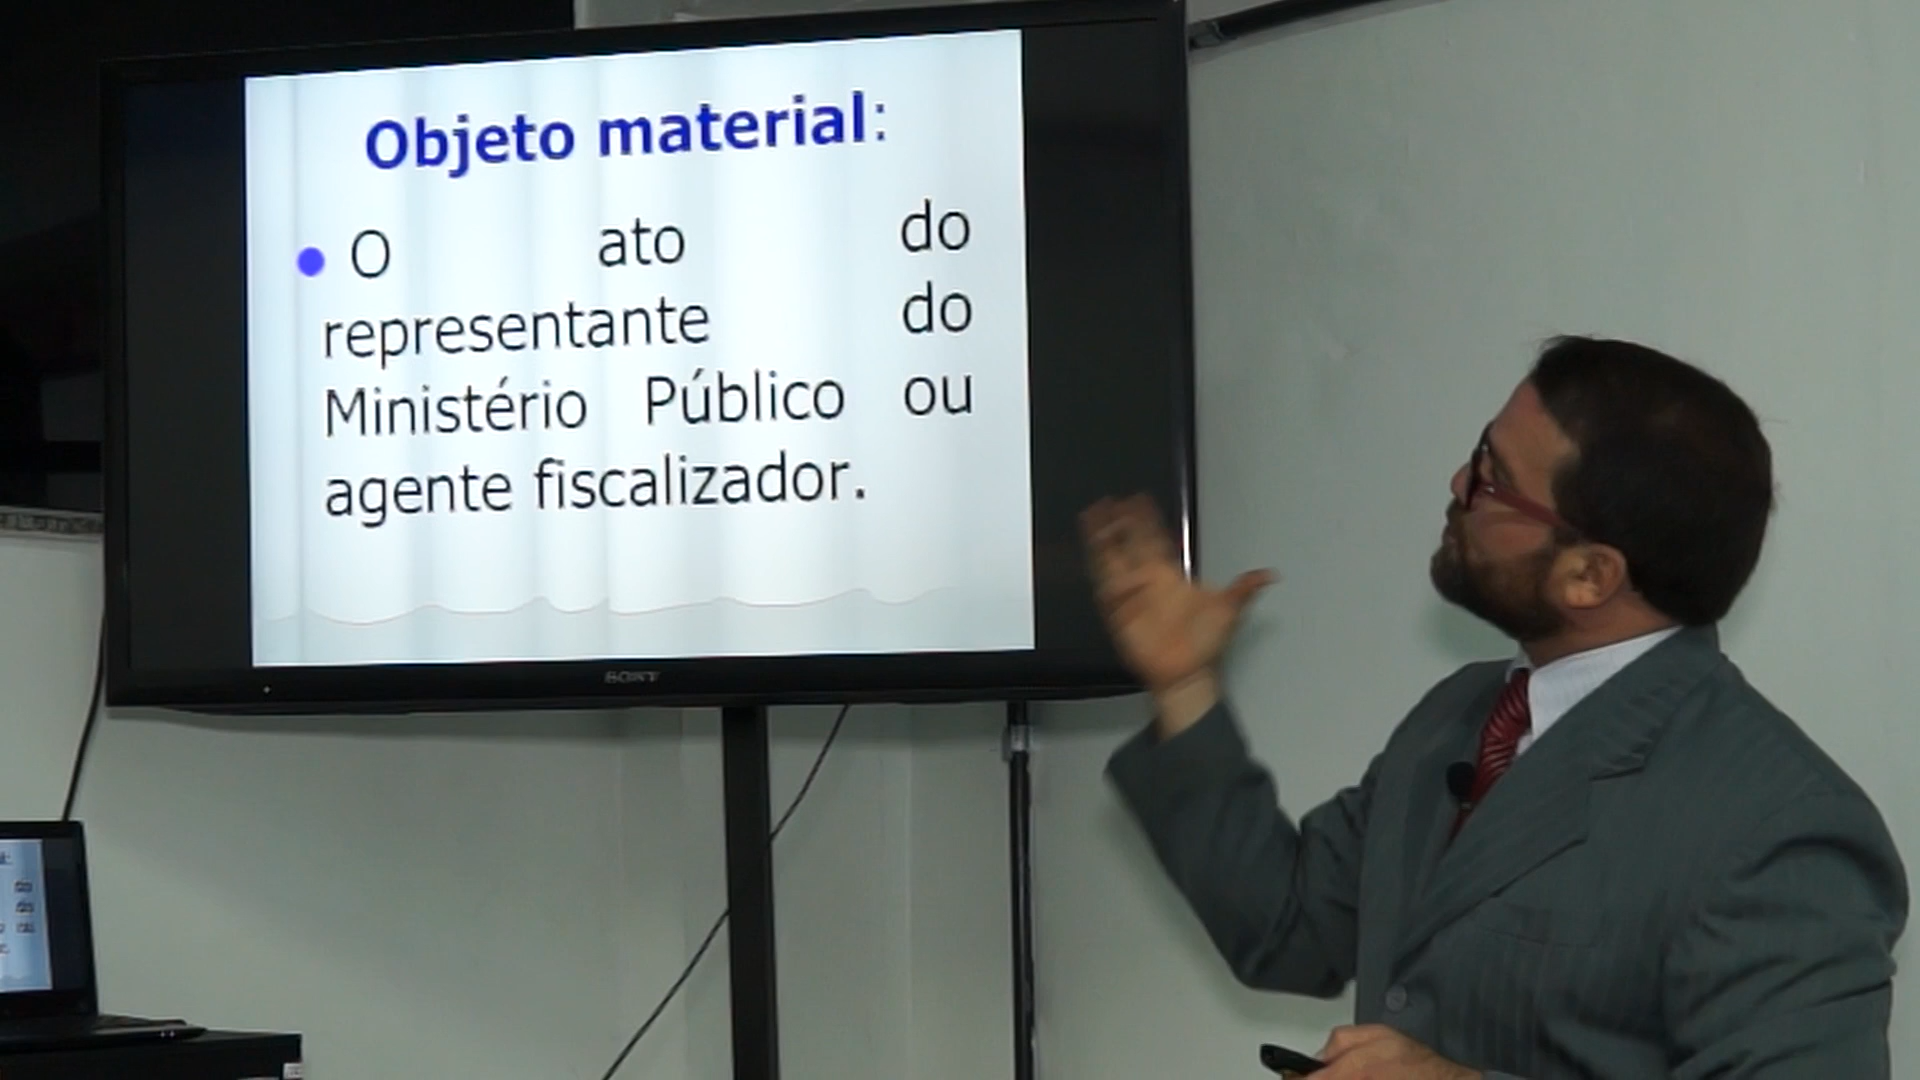 Objeto material:
O ato do
representante do
Ministério Público ou
agente fiscalizador.
SONY